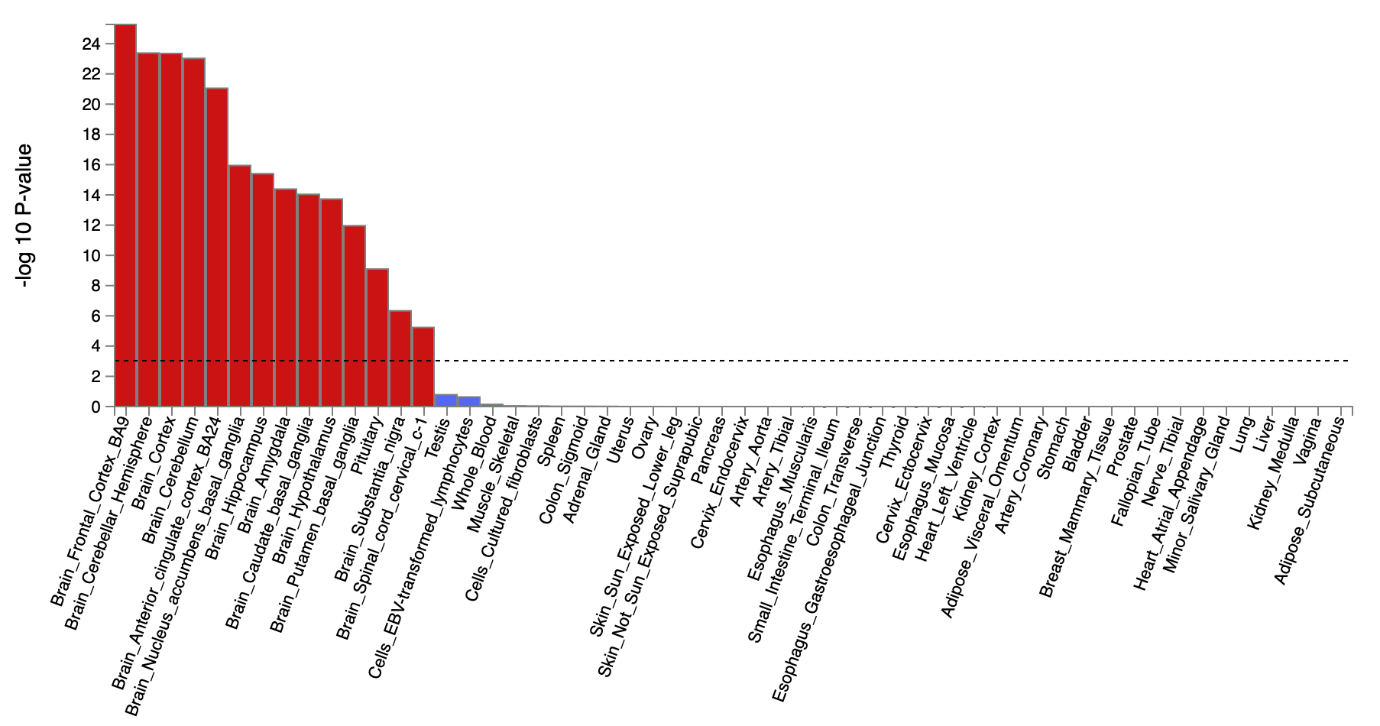 -log 10 P-value
24
22
20
18
16
14
12
10
8
6
4
2
0
Brain_Frontal_Cortex_BA9
Brain_Cerebellar_Hemisphere
Brain_Cortex
Brain_Cerebellum
Brain_Anterior_cingulate_cortex_BA24
Brain_Nucleus_accumbens_basal_ganglia
Brain_Hippocampus
Brain_Amygdala
Brain_Caudate_basal_ganglia
Brain_Hypothalamus
Brain_Putamen_basal_ganglia
Pituitary
Brain_Substantia_nigra
Brain_Spinal_cord_cervical_c-1
Testis
Cells_EBV-transformed_lymphocytes
Whole_Blood
Muscle_Skeletal
Cells_Cultured_fibroblasts
Spleen
Colon_Sigmoid
Adrenal_Gland
Uterus
Ovary
Skin_Sun_Exposed_Lower_leg
Skin_Not_Sun_Exposed_Suprapubic
Pancreas
Cervix_Endocervix
Artery_Aorta
Artery_Tibial
Esophagus_Muscularis
Small_Intestine_Terminal_Ileum
Colon_Transverse
Esophagus_Gastroesophageal_Junction
Thyroid
Cervix_Ectocervix
Esophagus_Mucosa
Heart_Left_Ventricle
Kidney_Cortex
Adipose_Visceral_Omentum
Artery_Coronary
Stomach
Bladder
Breast_Mammary_Tissue
Prostate
Fallopian_Tube
Nerve_Tibial
Heart_Atrial_Appendage
Minor_Salivary_Gland
Lung
Liver
Kidney_Medulla
Vagina
Adipose_Subcutaneous